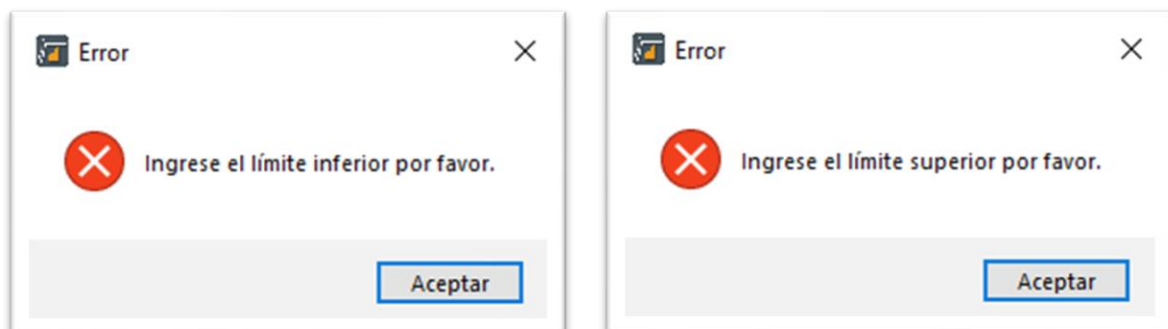 Error
Ingrese el límite inferior por favor.
Aceptar
Error
Ingrese el límite superior por favor.
Aceptar